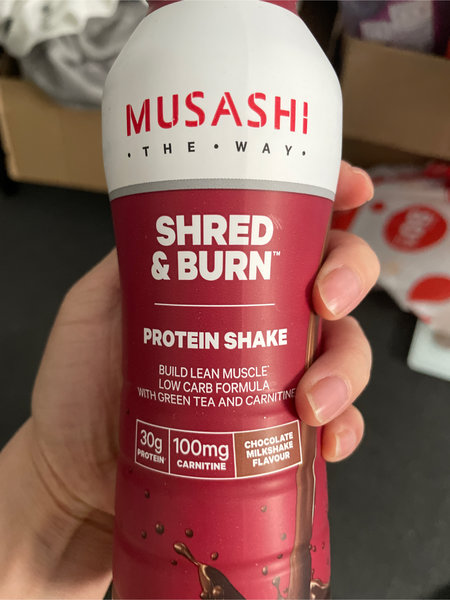 MUSASHI
• THE • WAY •
SHRED
& BURN™
PROTEIN SHAKE
BUILD LEAN MUSCLE*
LOW CARB FORMULA
WITH GREEN TEA AND CARNITINE
30g
PROTEIN*
100mg
CARNITINE
CHOCOLATE
MILKSHAKE
FLAVOUR